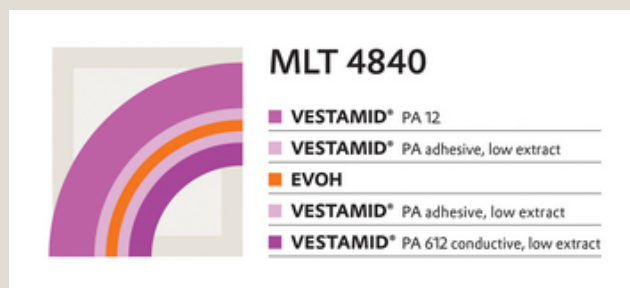 MLT 4840
VESTAMID® PA 12
VESTAMID® PA adhesive, low extract
EVOH
VESTAMID® PA adhesive, low extract
VESTAMID® PA 612 conductive, low extract